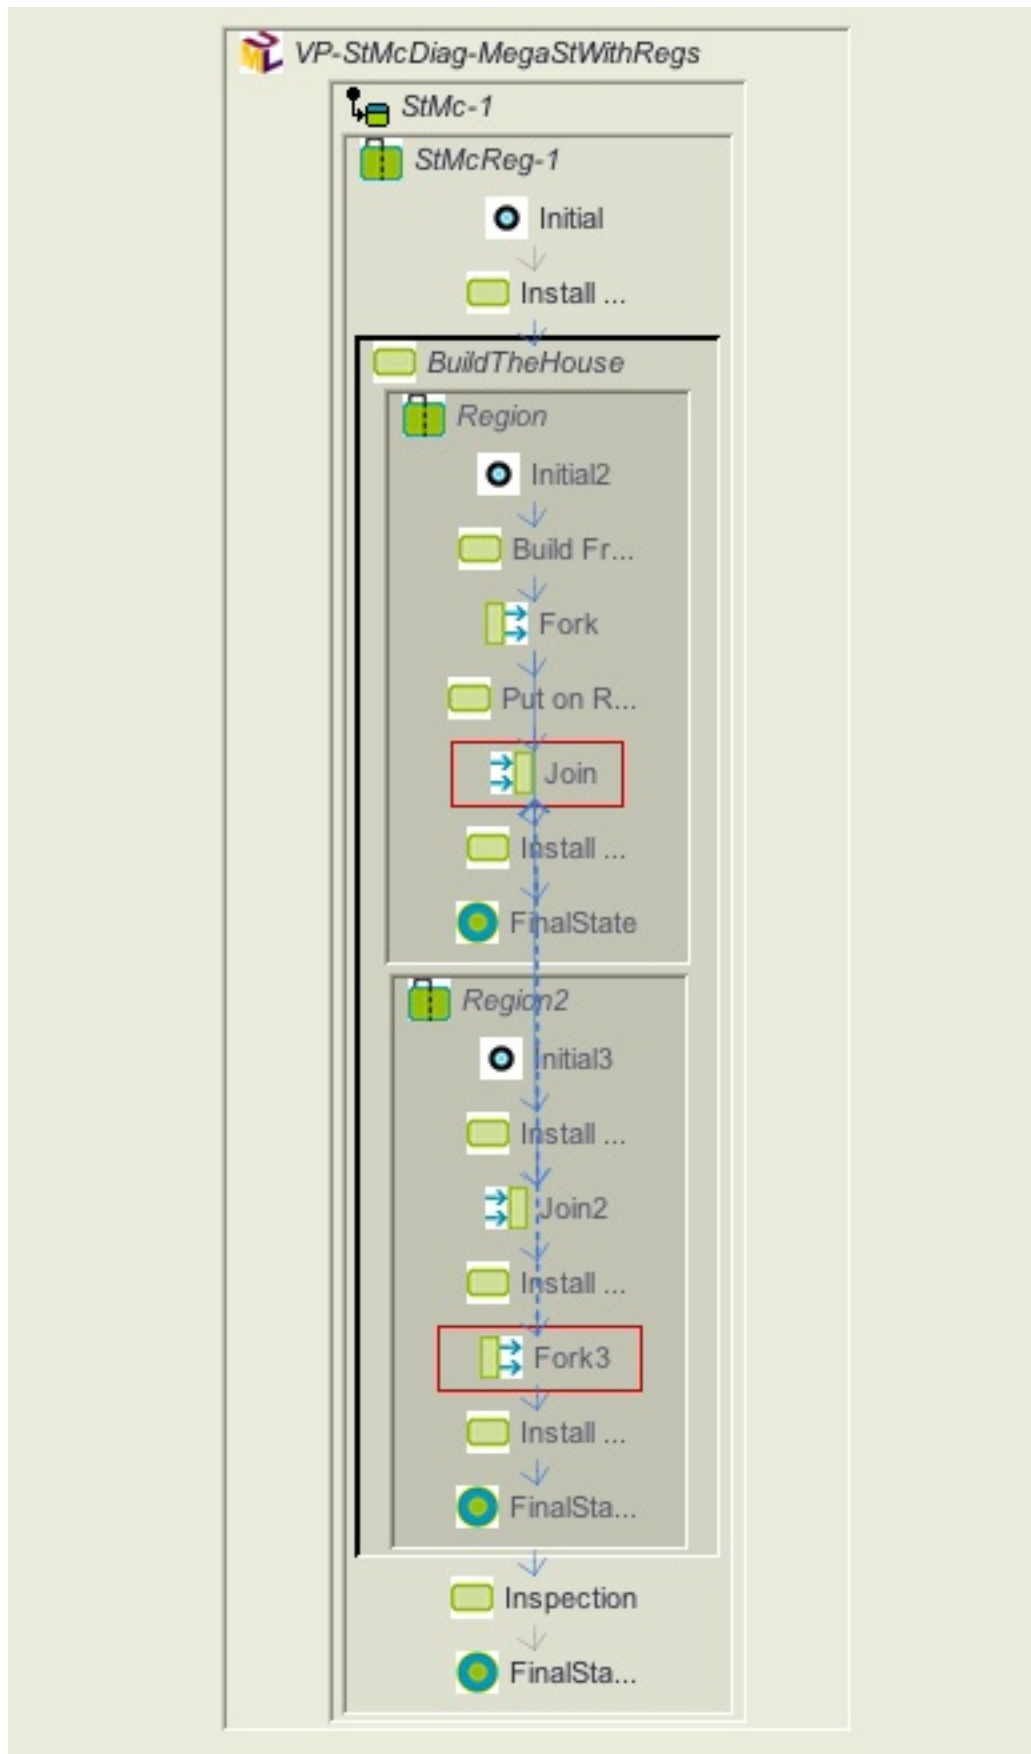 VP-StMcDiag-MegaStWithRegs
StMc-1
StMcReg-1
Initial
Install ...
BuildTheHouse
Region
Initial2
Build Fr...
Fork
Put on R...
Join
Install ...
FinalState
Region2
Initial3
Install ...
Join2
Install ...
Fork3
Install ...
FinalSta...
Inspection
FinalSta...